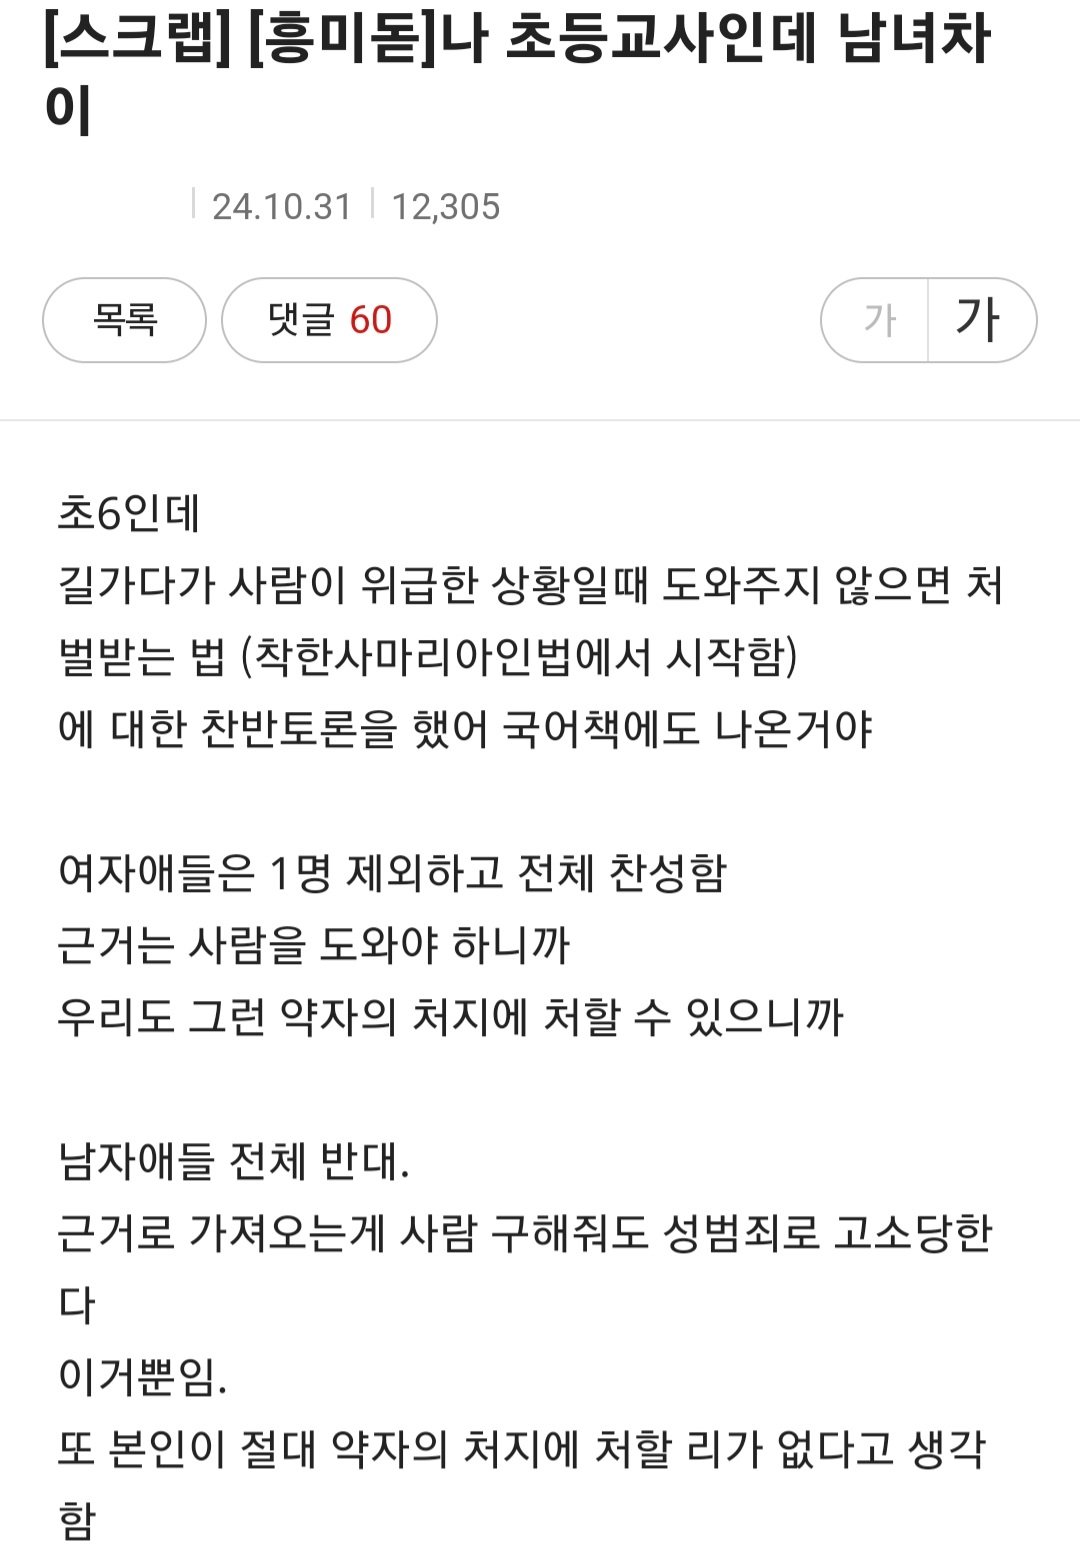 [스크랩] [흥미돋]나 초등교사인데 남녀차
이
24.10.31 12,305
목록 댓글 60 가 가
초6인데
길가다가 사람이 위급한 상황일때 도와주지 않으면 처
벌받는 법 (착한사마리아인법에서 시작함)
에 대한 찬반토론을 했어 국어책에도 나온거야
여자애들은 1명 제외하고 전체 찬성함
근거는 사람을 도와야 하니까
우리도 그런 약자의 처지에 처할 수 있으니까
남자애들 전체 반대.
근거로 가져오는게 사람 구해줘도 성범죄로 고소당한
다
이거뿐임.
또 본인이 절대 약자의 처지에 처할 리가 없다고 생각
함